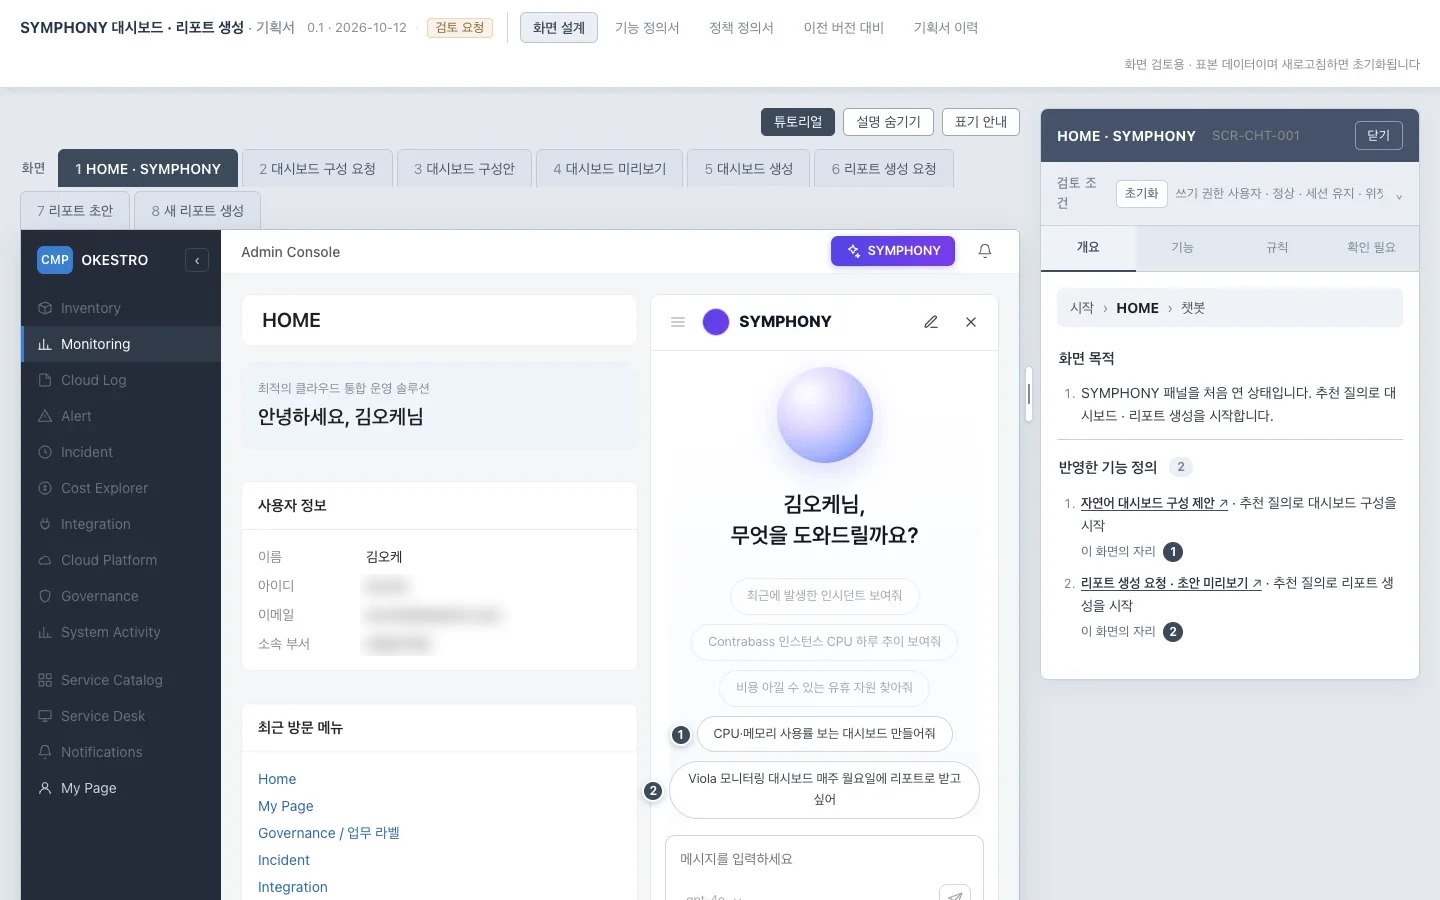 SYMPHONY 대시보드 · 리포트 생성 · 기획서 0.1 · 2026-10-12 · 검토 요청 화면 설계 기능 정의서 정책 정의서 이전 버전 대비 기획서 이력
화면 검토용 · 표본 데이터이며 새로고침하면 초기화됩니다
튜토리얼 설명 숨기기 표기 안내
화면 1 HOME · SYMPHONY 2 대시보드 구성 요청 3 대시보드 구성안 4 대시보드 미리보기 5 대시보드 생성 6 리포트 생성 요청
7 리포트 초안 8 새 리포트 생성
CMP OKESTRO ‹
Inventory
Monitoring
Cloud Log
Alert
Incident
Cost Explorer
Integration
Cloud Platform
Governance
System Activity
Service Catalog
Service Desk
Notifications
My Page
Admin Console SYMPHONY
HOME
최적의 클라우드 통합 운영 솔루션
안녕하세요, 김오케님
사용자 정보
이름 김오케
아이디
이메일
소속 부서
최근 방문 메뉴
Home
My Page
Governance / 업무 라벨
Incident
Integration
SYMPHONY
김오케님,
무엇을 도와드릴까요?
최근에 발생한 인시던트 보여줘
Contrabass 인스턴스 CPU 하루 추이 보여줘
비용 아낄 수 있는 유휴 자원 찾아줘
1 CPU·메모리 사용률 보는 대시보드 만들어줘
2 Viola 모니터링 대시보드 매주 월요일에 리포트로 받고
싶어
메시지를 입력하세요
gpt-4o
HOME · SYMPHONY SCR-CHT-001 닫기
검토 조
건 초기화 쓰기 권한 사용자 · 정상 · 세션 유지 · 위젯
개요 기능 규칙 확인 필요
시작 › HOME › 챗봇
화면 목적
1. SYMPHONY 패널을 처음 연 상태입니다. 추천 질의로 대
시보드 · 리포트 생성을 시작합니다.
반영한 기능 정의 2
1. 자연어 대시보드 구성 제안 ↗ · 추천 질의로 대시보드 구성을
시작
이 화면의 자리 1
2. 리포트 생성 요청 · 초안 미리보기 ↗ · 추천 질의로 리포트 생
성을 시작
이 화면의 자리 2